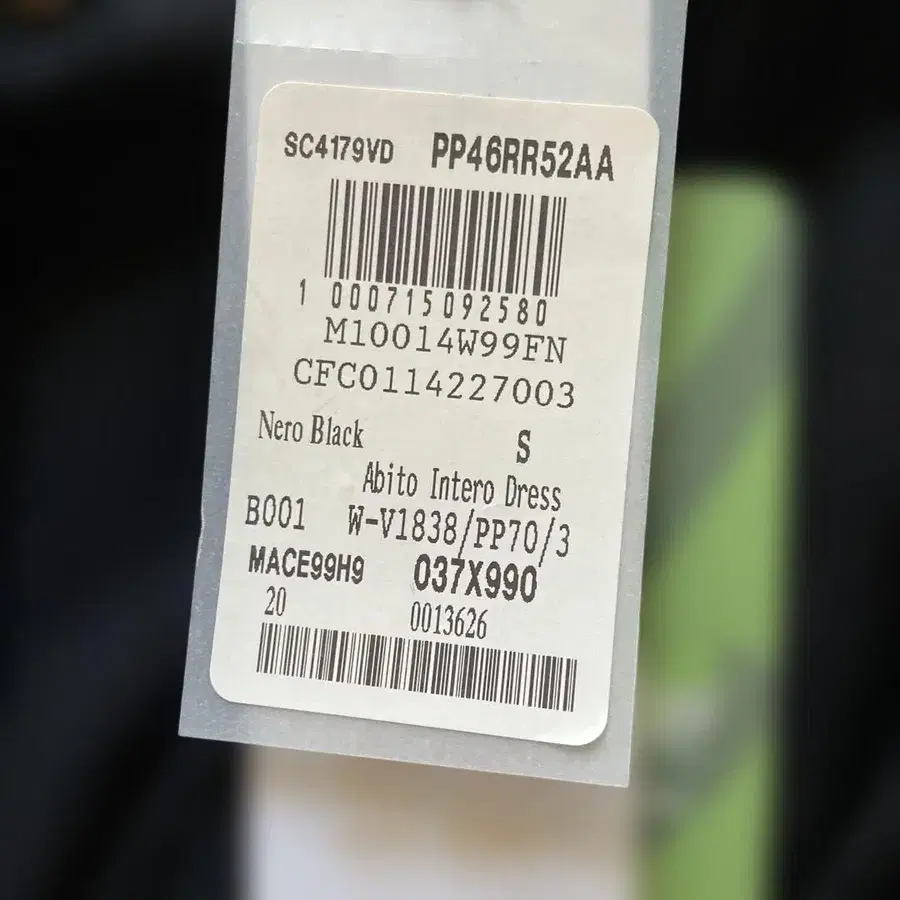 SC4179VD PP46RR52AA
1 000715092580
M10014W99FN
CFC0114227003
Nero Black S
Abito Intero Dress
B001 W-V1838/PP70/3
MACE99H9 037X990
20 0013626